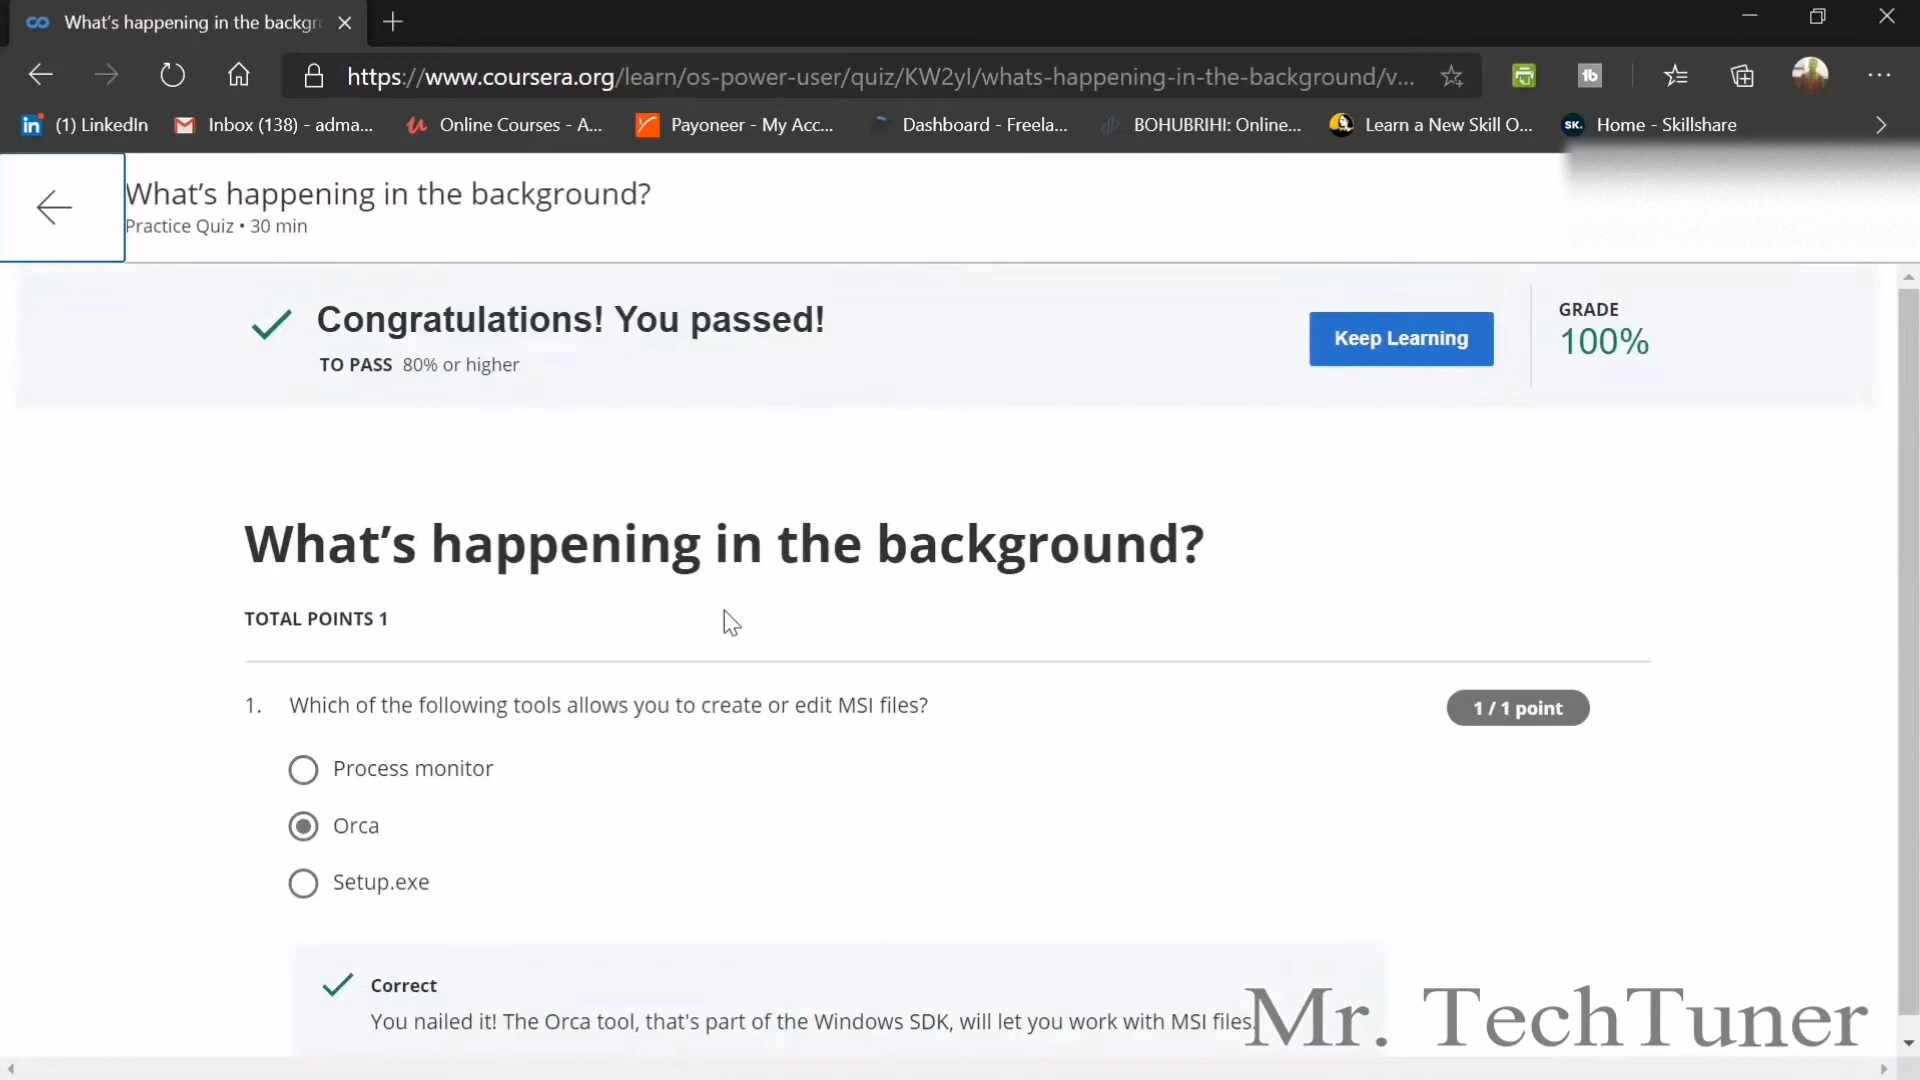 What's happening in the backgr
https://www.coursera.org/learn/os-power-user/quiz/KW2yI/whats-happening-in-the-background/v...
(1) LinkedIn
Inbox (138) - adma...
Online Courses - A...
Payoneer - My Acc...
Dashboard - Freela...
BOHUBRIHI: Online...
Learn a New Skill O...
SK.
Home - Skillshare
What's happening in the background?
Practice Quiz • 30 min
Congratulations! You passed!
TO PASS 80% or higher
Keep Learning
GRADE
100%
What's happening in the background?
TOTAL POINTS 1
1. Which of the following tools allows you to create or edit MSI files?
1 / 1 point
Process monitor
Orca
Setup.exe
Correct
You nailed it! The Orca tool, that's part of the Windows SDK, will let you work with MSI files.
Mr. TechTuner